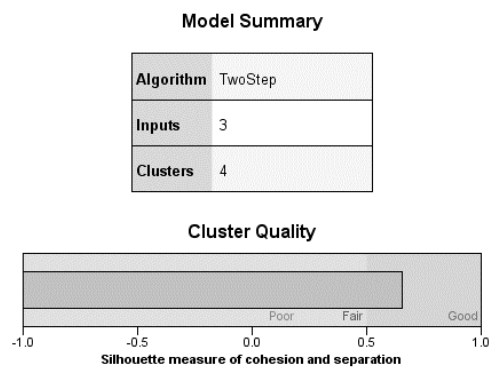 Model Summary
Algorithm TwoStep
Inputs 3
Clusters 4
Cluster Quality
Poor Fair Good
-1.0 -0.5 0.0 0.5 1.0
Silhouette measure of cohesion and separation